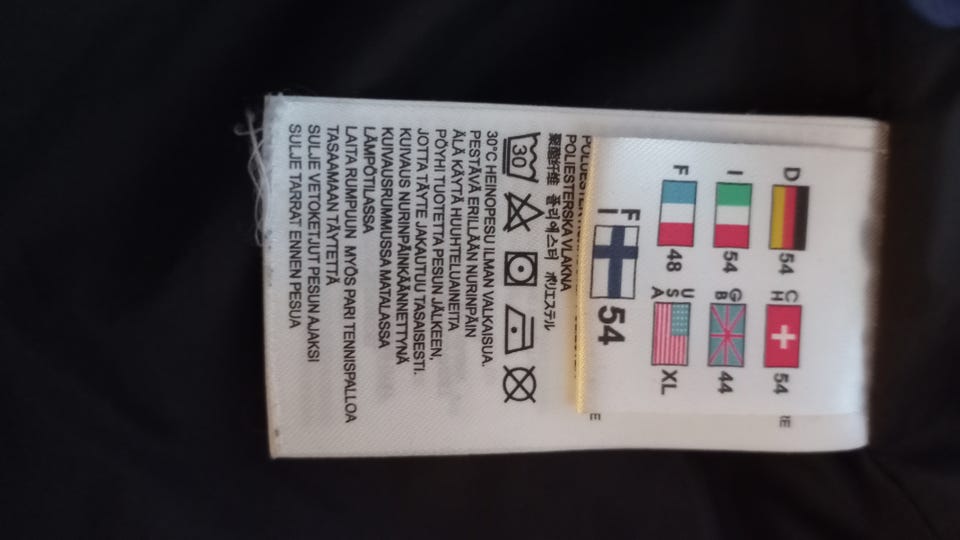 D 54 CH 54
I 54 GB 44
F 48 USA XL
FI 54
POLIESTERSKA VLAKNA
聚酯纤维 폴리에스터 ポリエステル
30
30°C HEINOPESU ILMAN VALKAISUA.
PESTÄVÄ ERILLÄÄN NURINPÄIN
ÄLÄ KÄYTÄ HUUHTELUAINEITA
PÖYHI TUOTETTA PESUN JÄLKEEN,
JOTTA TÄYTE JAKAUTUU TASAISESTI.
KUIVAUS NURINPÄINKÄÄNNETTYNÄ
KUIVAUSRUMMUSSA MATALASSA
LÄMPÖTILASSA
LAITA RUMPUUN MYÖS PARI TENNISPALLOA
TASAAMAAN TÄYTETTÄ
SULJE VETOKETJUT PESUN AJAKSI
SULJE TARRAT ENNEN PESUA